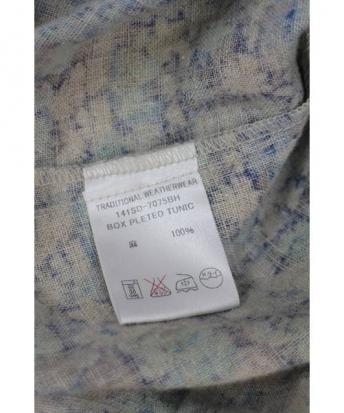 TRADITIONAL WEATHERWEAR
141SD-7075BH
BOX PLETED TUNIC
麻 100%